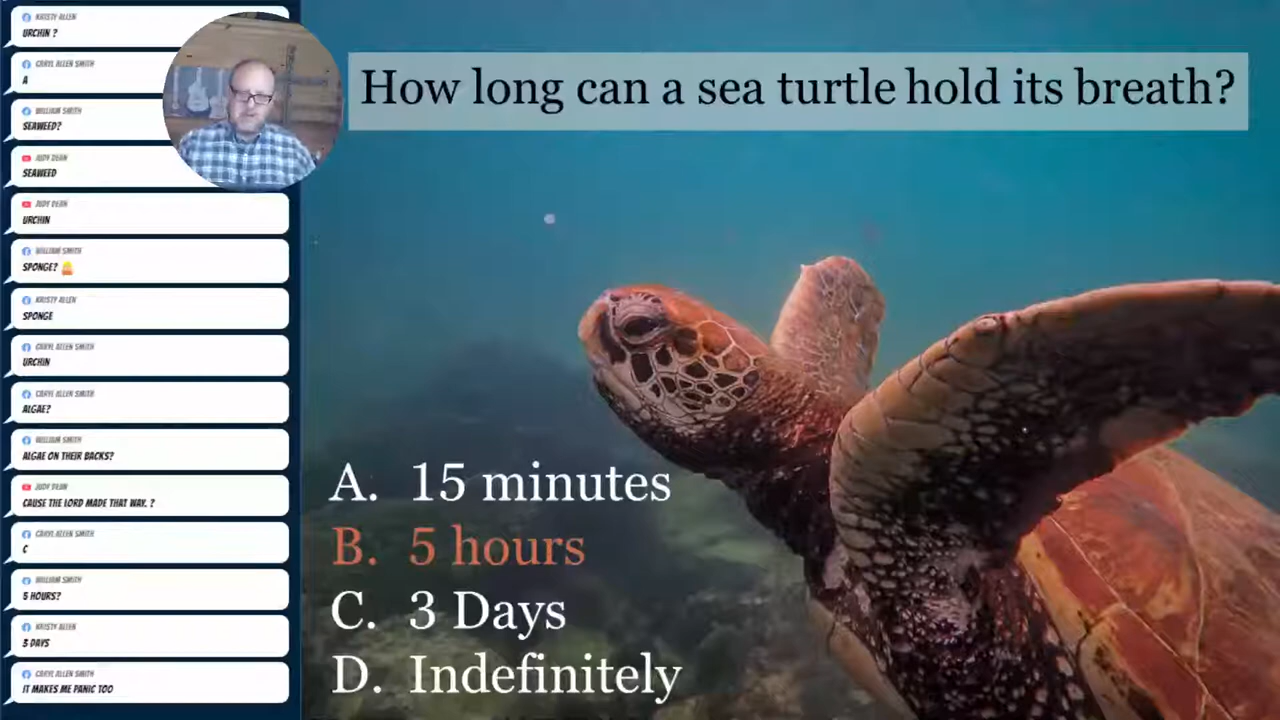 KRISTY ALLEN
URCHIN ?
CARYL ALLEN SMITH
A
WILLIAM SMITH
SEAWEED?
JUDY DEAN
SEAWEED
JUDY DEAN
URCHIN
WILLIAM SMITH
SPONGE?
KRISTY ALLEN
SPONGE
CARYL ALLEN SMITH
URCHIN
CARYL ALLEN SMITH
ALGAE?
WILLIAM SMITH
ALGAE ON THEIR BACKS?
JUDY DEAN
CAUSE THE LORD MADE THAT WAY. ?
CARYL ALLEN SMITH
C
WILLIAM SMITH
5 HOURS?
KRISTY ALLEN
3 DAYS
CARYL ALLEN SMITH
IT MAKES ME PANIC TOO
How long can a sea turtle hold its breath?
A. 15 minutes
B. 5 hours
C. 3 Days
D. Indefinitely